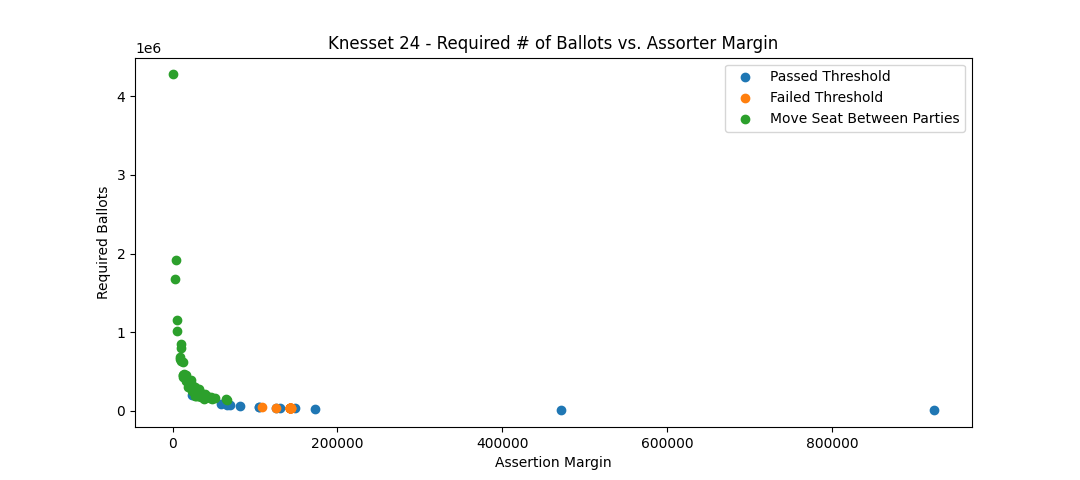 Knesset 24 - Required # of Ballots vs. Assorter Margin
1e6
Passed Threshold
Failed Threshold
Move Seat Between Parties
4
3
2
1
0
Required Ballots
0 200000 400000 600000 800000
Assertion Margin